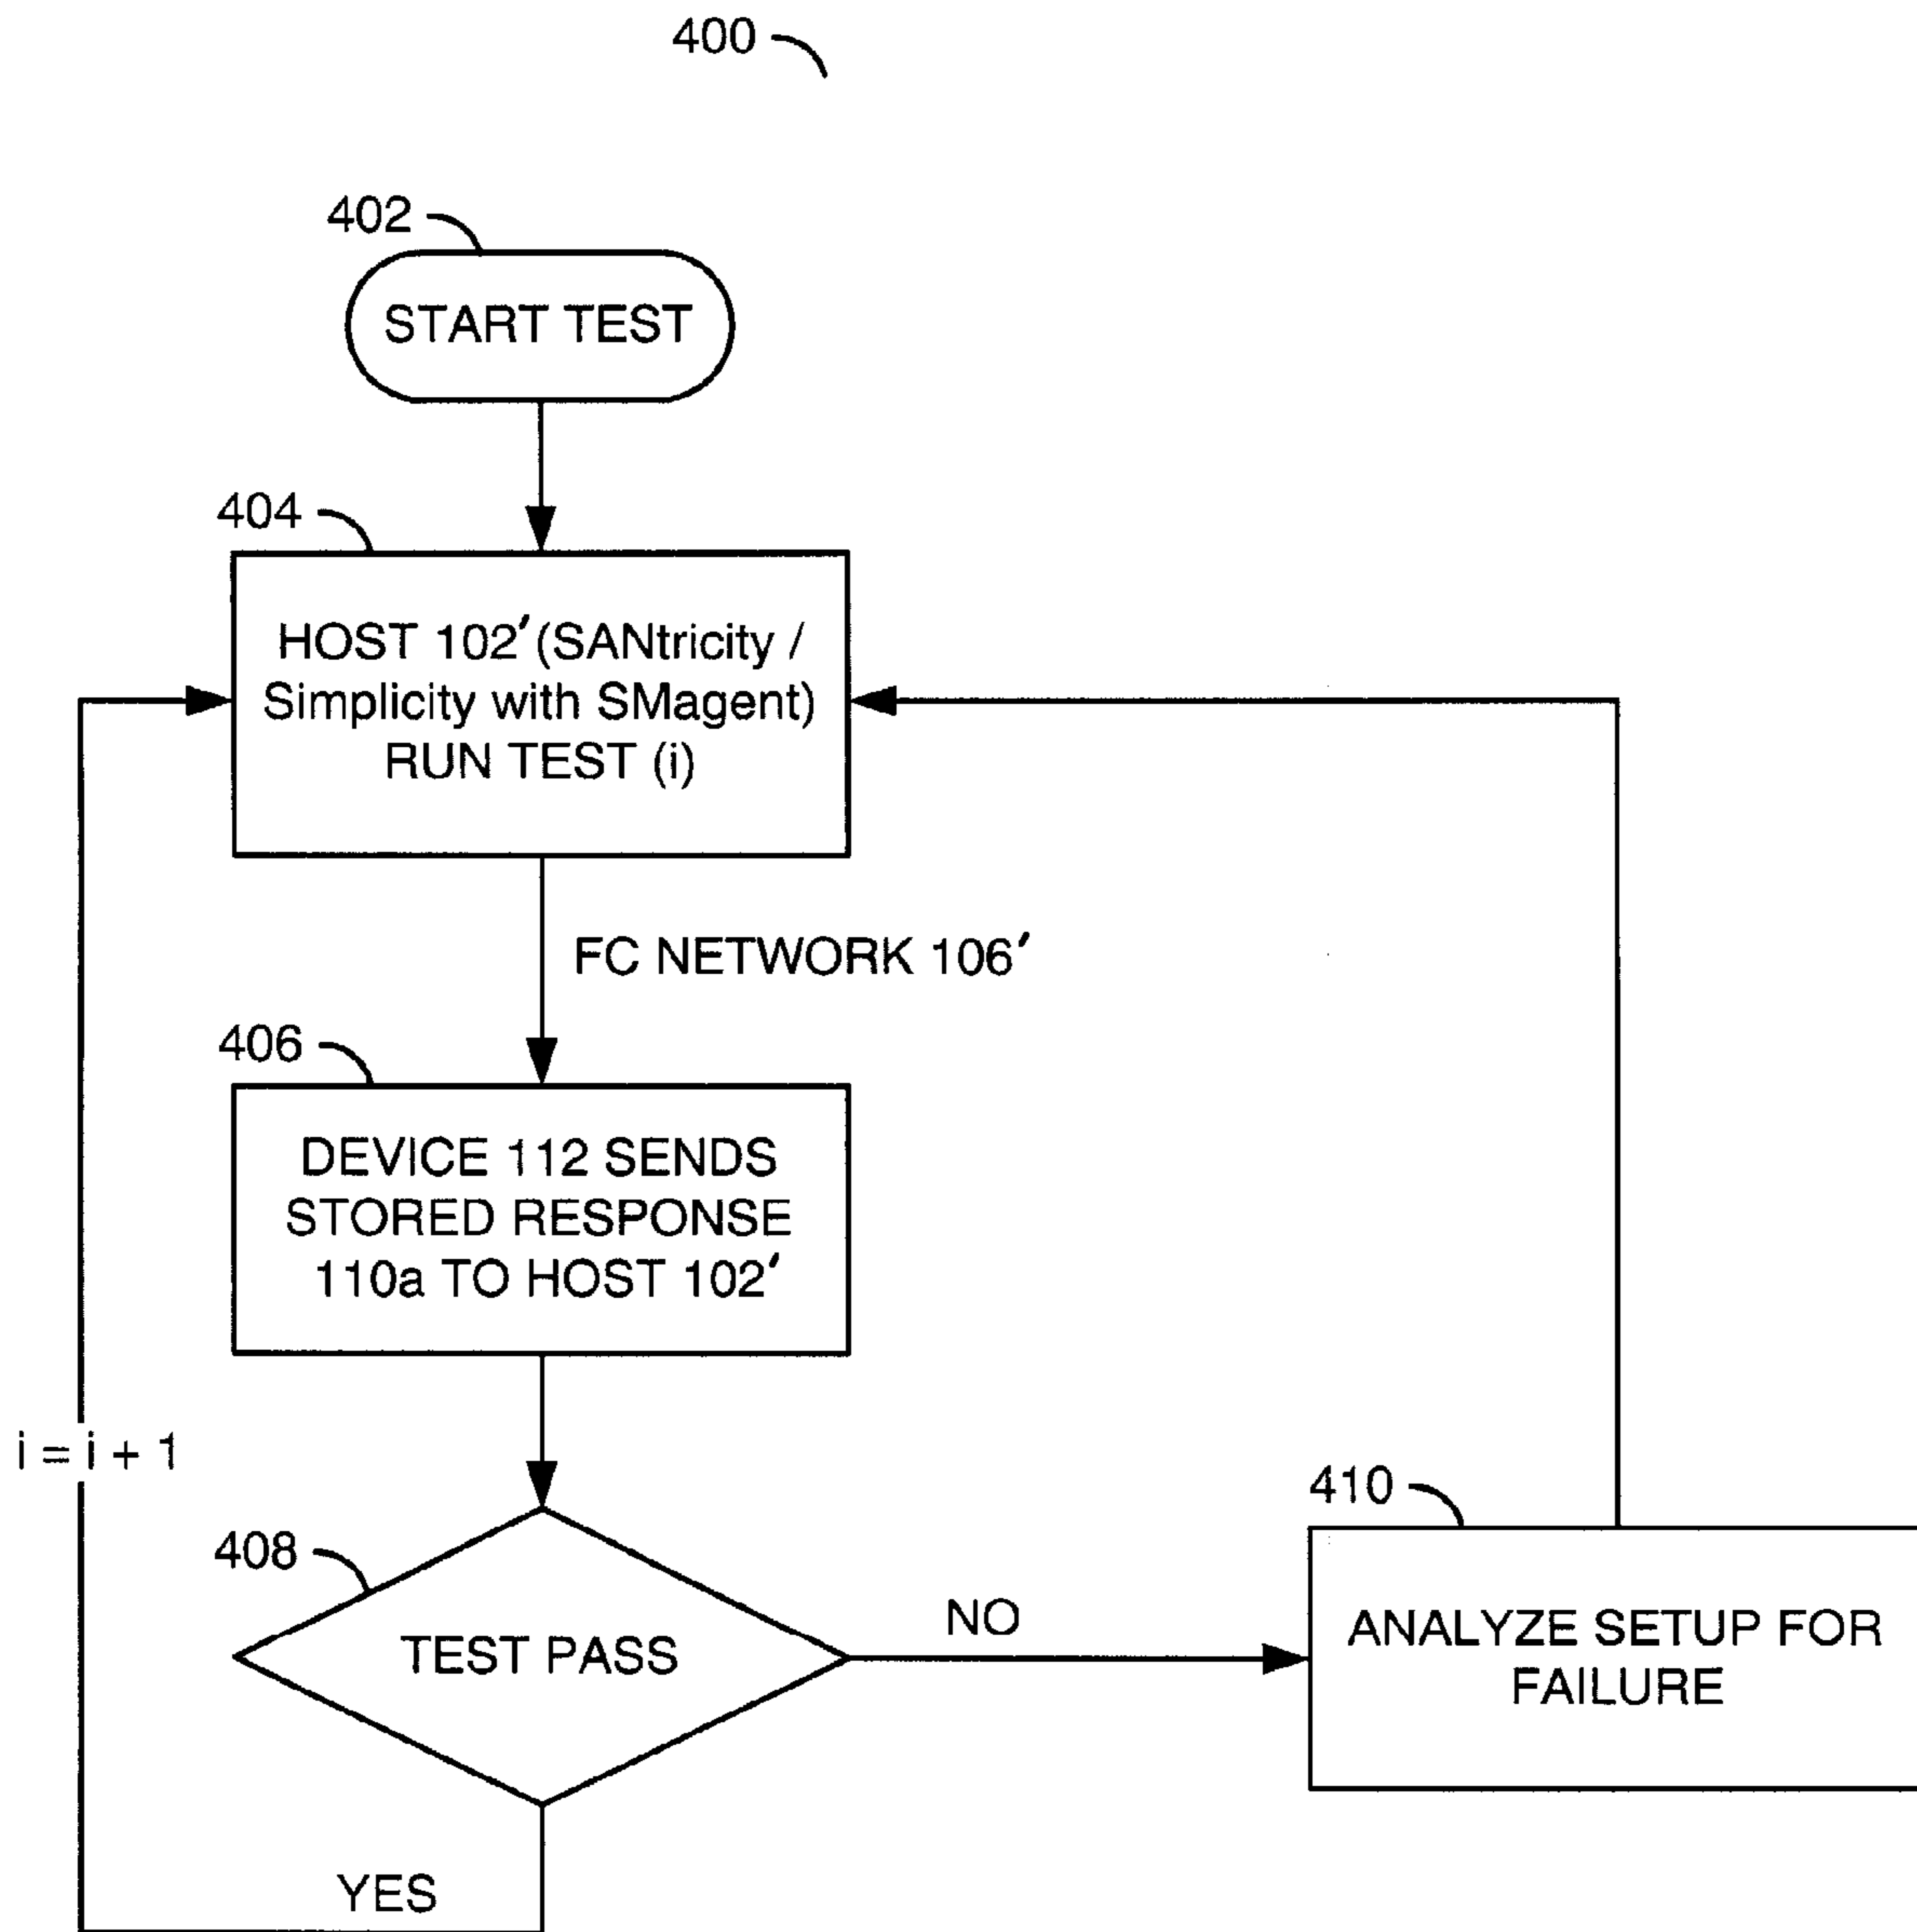 400
402
START TEST
404
HOST 102′(SANtricity /
Simplicity with SMagent)
RUN TEST (i)
FC NETWORK 106′
406
DEVICE 112 SENDS
STORED RESPONSE
110a TO HOST 102′
i = i + 1
408
TEST PASS
NO
410
ANALYZE SETUP FOR
FAILURE
YES